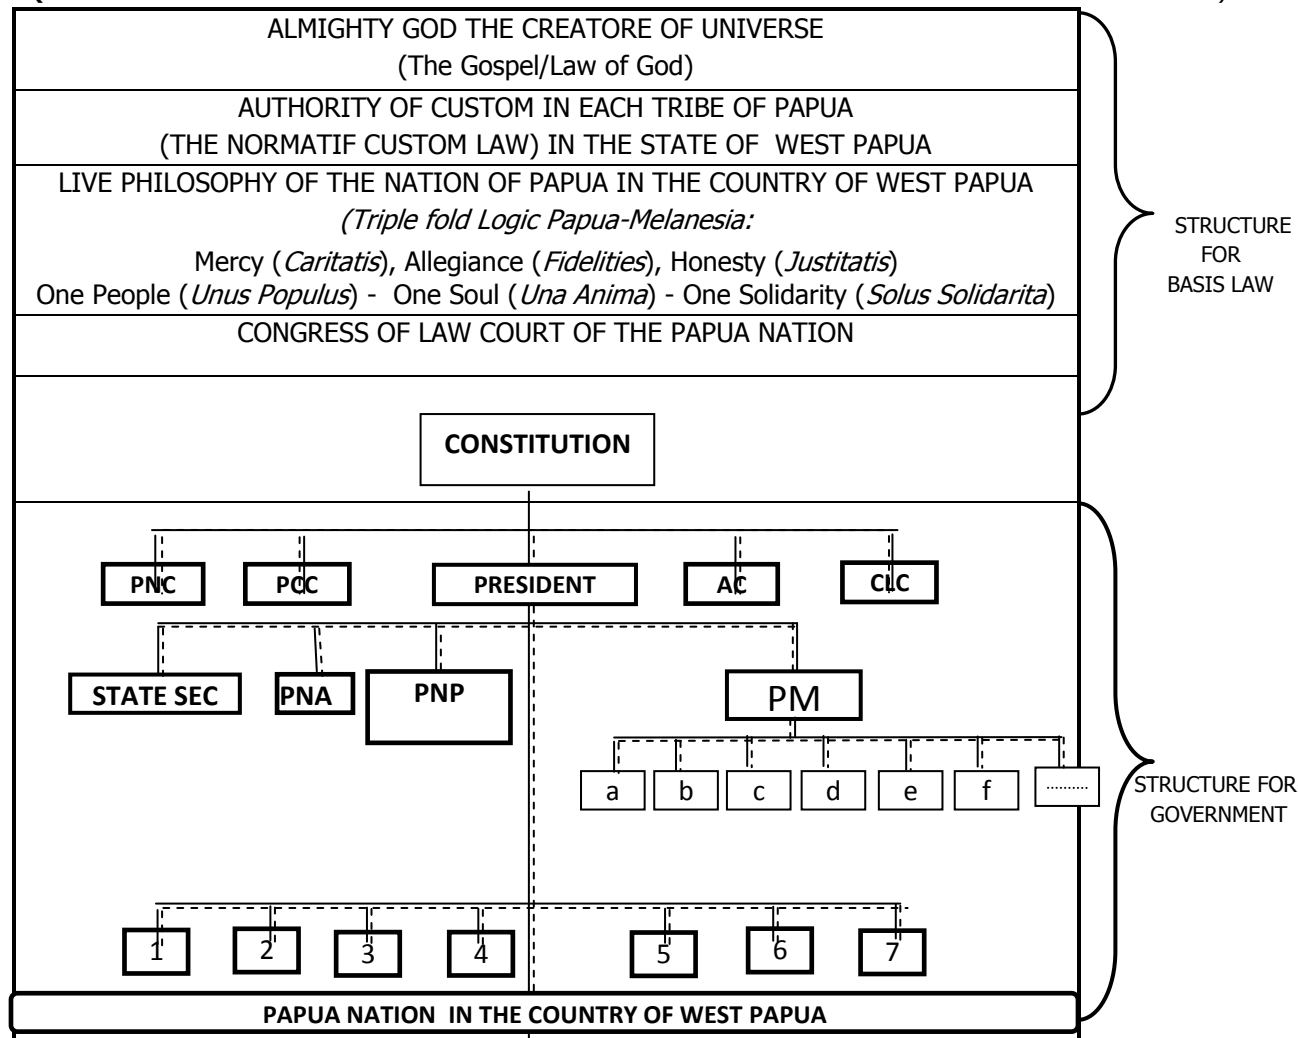 ALMIGHTY GOD THE CREATORE OF UNIVERSE
(The Gospel/Law of God)
AUTHORITY OF CUSTOM IN EACH TRIBE OF PAPUA
(THE NORMATIF CUSTOM LAW) IN THE STATE OF WEST PAPUA
LIVE PHILOSOPHY OF THE NATION OF PAPUA IN THE COUNTRY OF WEST PAPUA
(Triple fold Logic Papua-Melanesia:
Mercy (Caritatis), Allegiance (Fidelities), Honesty (Justitatis)
One People (Unus Populus) - One Soul (Una Anima) - One Solidarity (Solus Solidarita)
CONGRESS OF LAW COURT OF THE PAPUA NATION
STRUCTURE
FOR
BASIS LAW
CONSTITUTION
PNC
PCC
PRESIDENT
AC
CLC
STATE SEC
PNA
PNP
PM
a
b
c
d
e
f
..........
STRUCTURE FOR
GOVERNMENT
1
2
3
4
5
6
7
PAPUA NATION IN THE COUNTRY OF WEST PAPUA